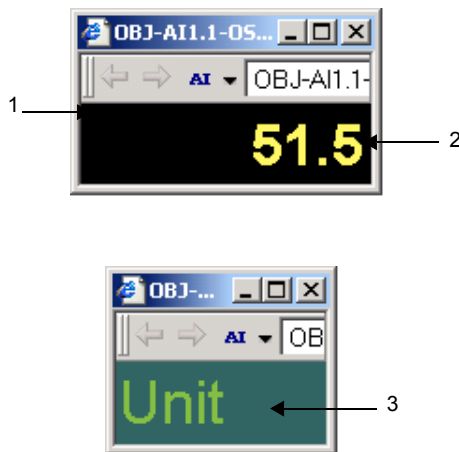 OBJ-AI1.1-OS...
AI OBJ-AI1.1-
1
51.5
2
OBJ-...
AI OB
Unit
3